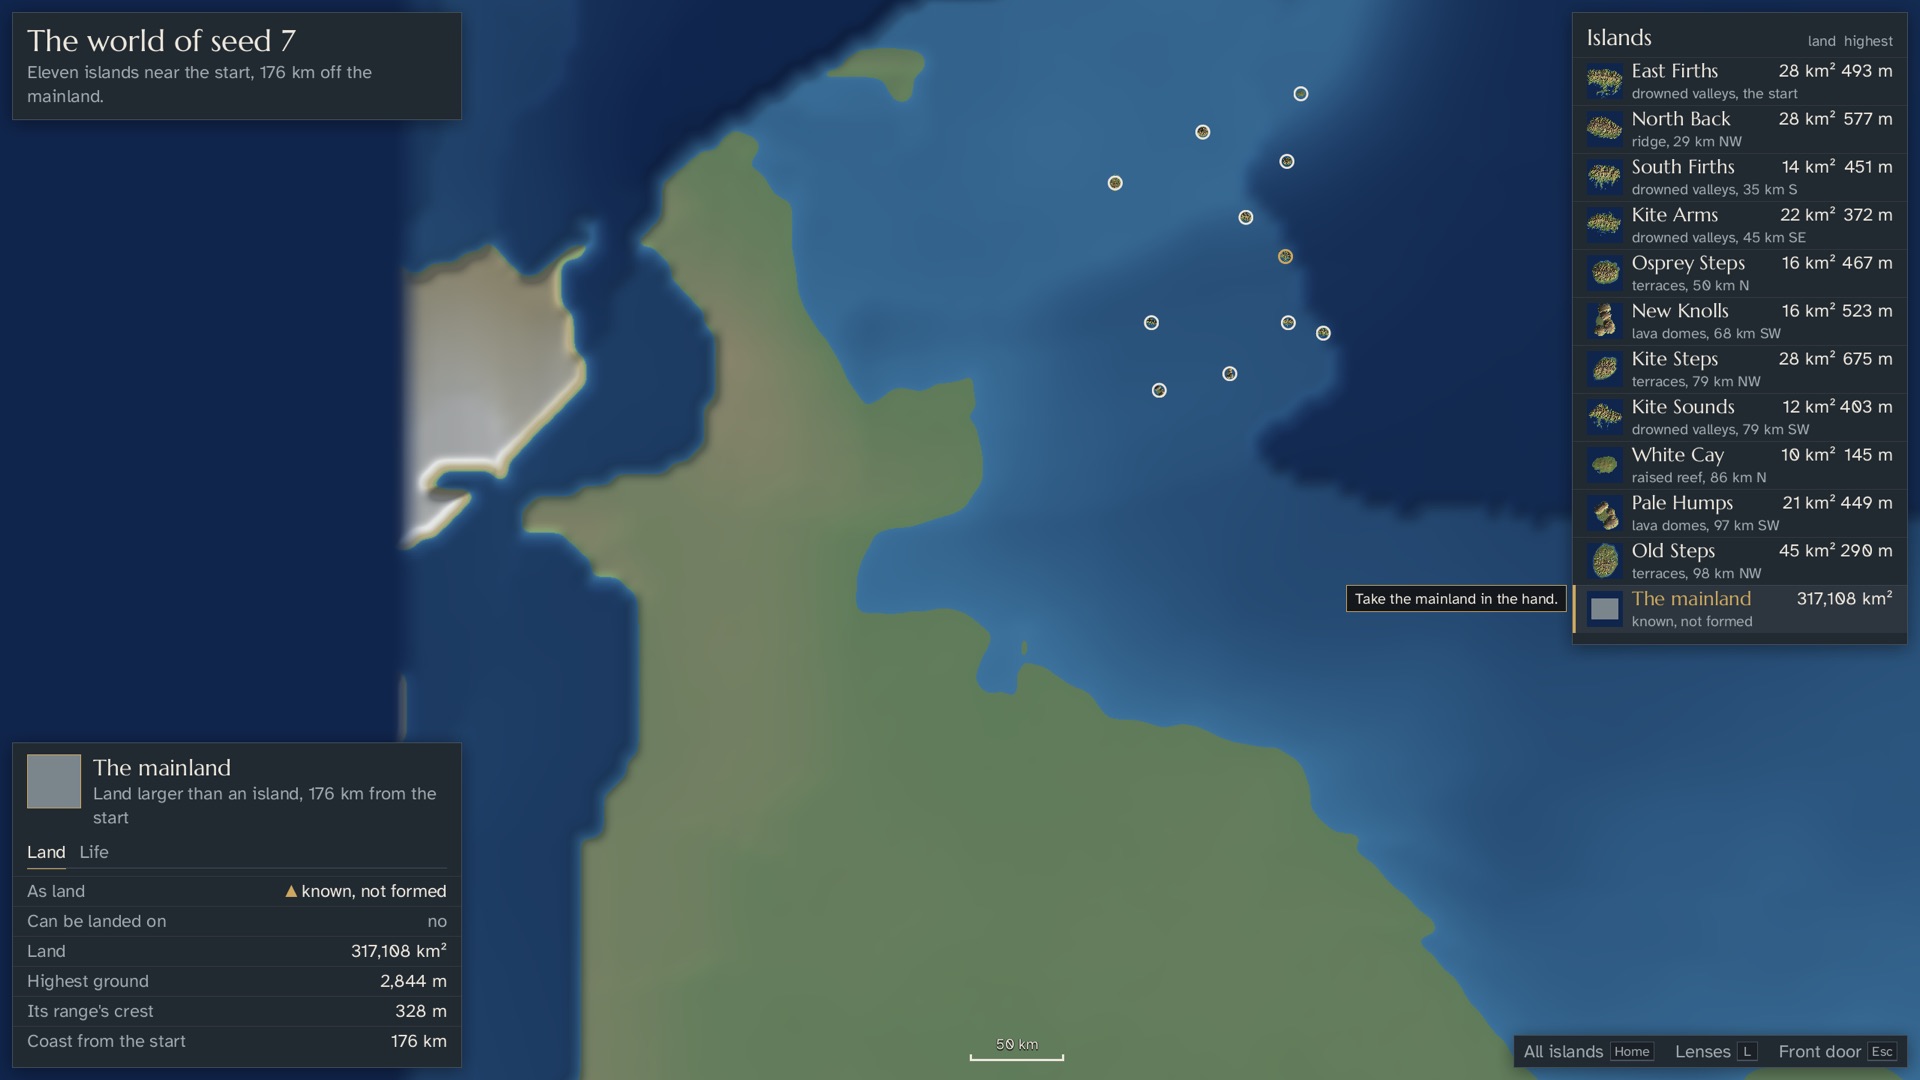 The world of seed 7
Eleven islands near the start, 176 km off the
mainland.
Islands
land highest
East Firths 28 km² 493 m
drowned valleys, the start
North Back 28 km² 577 m
ridge, 29 km NW
South Firths 14 km² 451 m
drowned valleys, 35 km S
Kite Arms 22 km² 372 m
drowned valleys, 45 km SE
Osprey Steps 16 km² 467 m
terraces, 50 km N
New Knolls 16 km² 523 m
lava domes, 68 km SW
Kite Steps 28 km² 675 m
terraces, 79 km NW
Kite Sounds 12 km² 403 m
drowned valleys, 79 km SW
White Cay 10 km² 145 m
raised reef, 86 km N
Pale Humps 21 km² 449 m
lava domes, 97 km SW
Old Steps 45 km² 290 m
terraces, 98 km NW
Take the mainland in the hand.
The mainland 317,108 km²
known, not formed
The mainland
Land larger than an island, 176 km from the
start
Land Life
As land ▲ known, not formed
Can be landed on no
Land 317,108 km²
Highest ground 2,844 m
Its range's crest 328 m
Coast from the start 176 km
50 km
All islands Home Lenses L Front door Esc